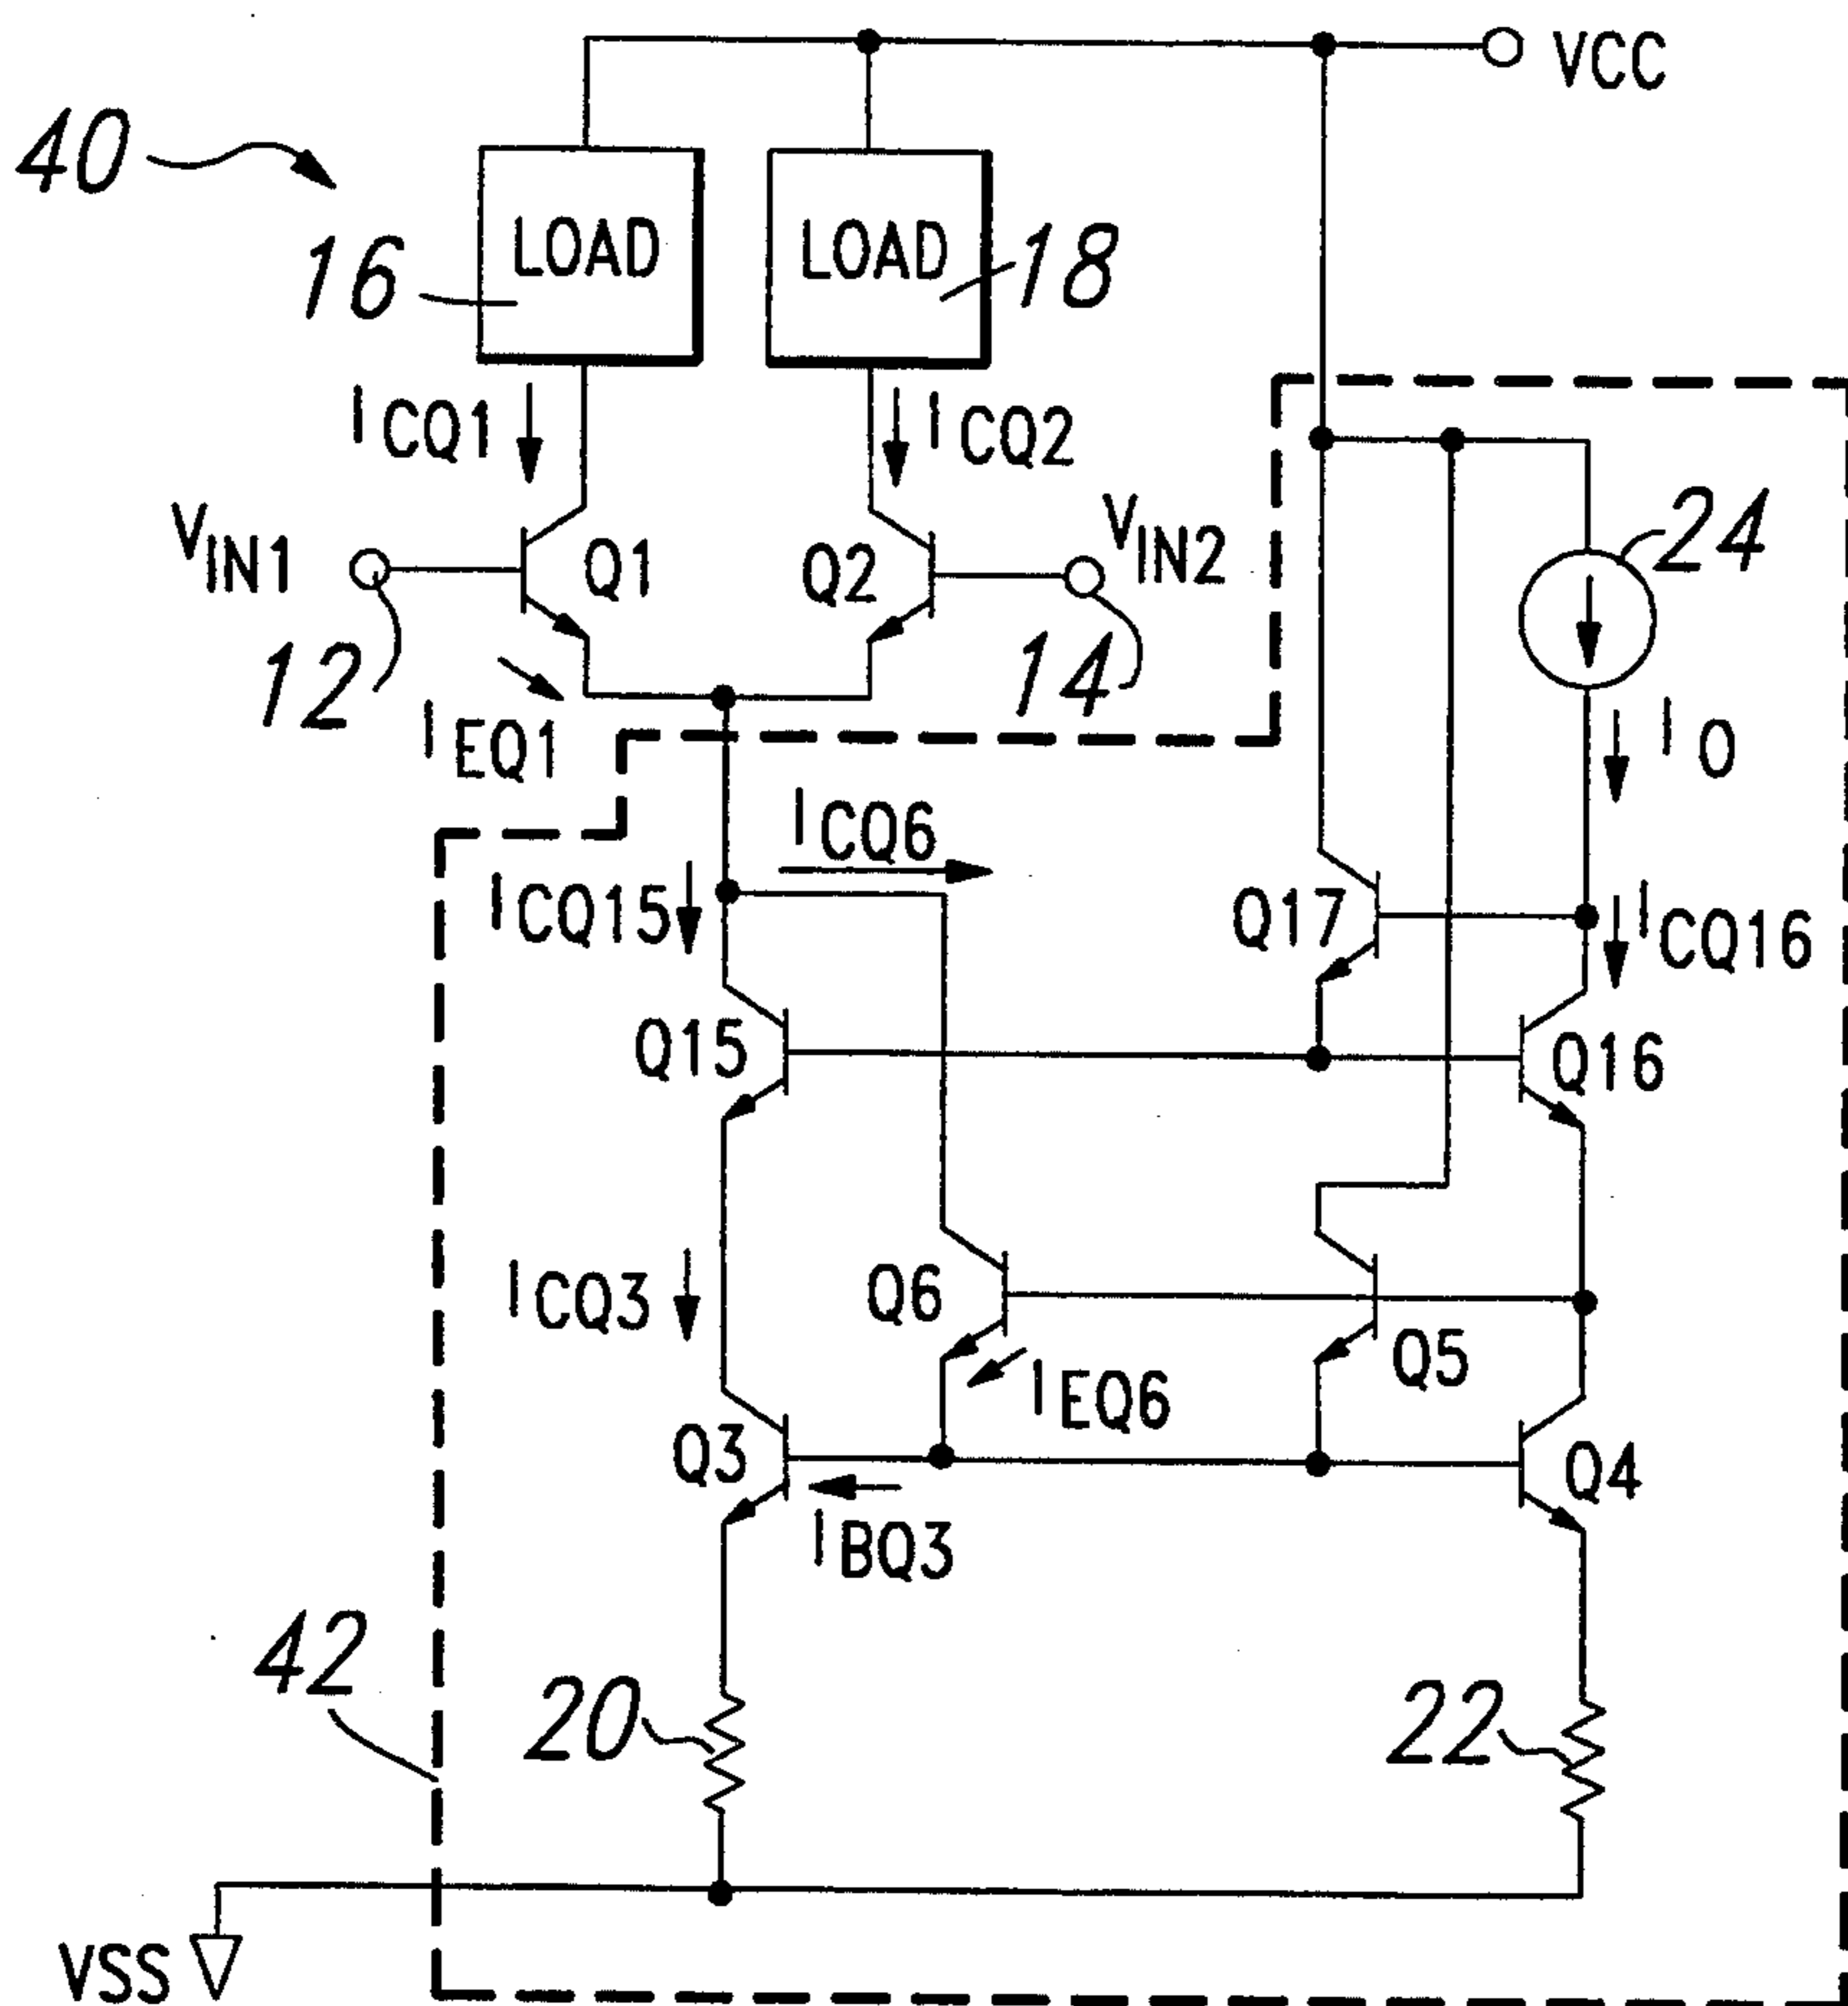 VCC
40
LOAD
LOAD
16
18
ICQ1
ICQ2
VIN1
Q1
Q2
VIN2
24
12
14
IEQ1
IO
ICQ6
ICQ15
Q17
ICQ16
Q15
Q16
ICQ3
Q6
Q5
IEQ6
Q3
Q4
IBQ3
42
20
22
VSS